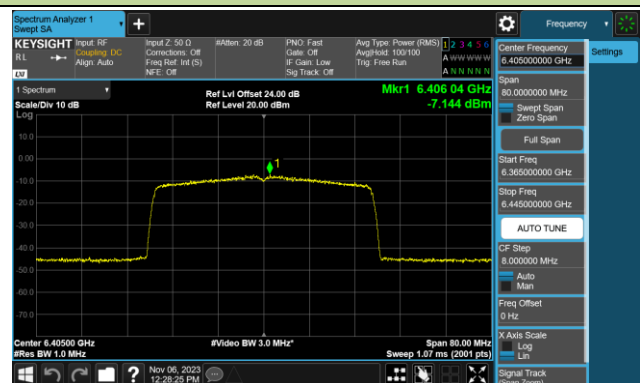 Spectrum Analyzer 1
Swept SA
Frequency
KEYSIGHT
RL
LXI
Input: RF
Coupling: DC
Align: Auto
Input Z: 50 Ω
Corrections: Off
Freq Ref: Int (S)
NFE: Off
#Atten: 20 dB
PNO: Fast
Gate: Off
IF Gain: Low
Sig Track: Off
Avg Type: Power (RMS)
Avg|Hold: 100/100
Trig: Free Run
1 2 3 4 5 6
A W W W W W
A N N N N N
1 Spectrum
Scale/Div 10 dB
Log
Ref Lvl Offset 24.00 dB
Ref Level 20.00 dBm
Mkr1 6.406 04 GHz
-7.144 dBm
10.0
0.00
-10.0
-20.0
-30.0
-40.0
-50.0
-60.0
-70.0
1
Center 6.40500 GHz
#Res BW 1.0 MHz
#Video BW 3.0 MHz*
Span 80.00 MHz
Sweep 1.07 ms (2001 pts)
Nov 06, 2023
12:28:25 PM
?
Center Frequency
6.405000000 GHz
Settings
Span
80.0000000 MHz
Swept Span
Zero Span
Full Span
Start Freq
6.365000000 GHz
Stop Freq
6.445000000 GHz
AUTO TUNE
CF Step
8.000000 MHz
Auto
Man
Freq Offset
0 Hz
X Axis Scale
Log
Lin
Signal Track
(Span Zoom)